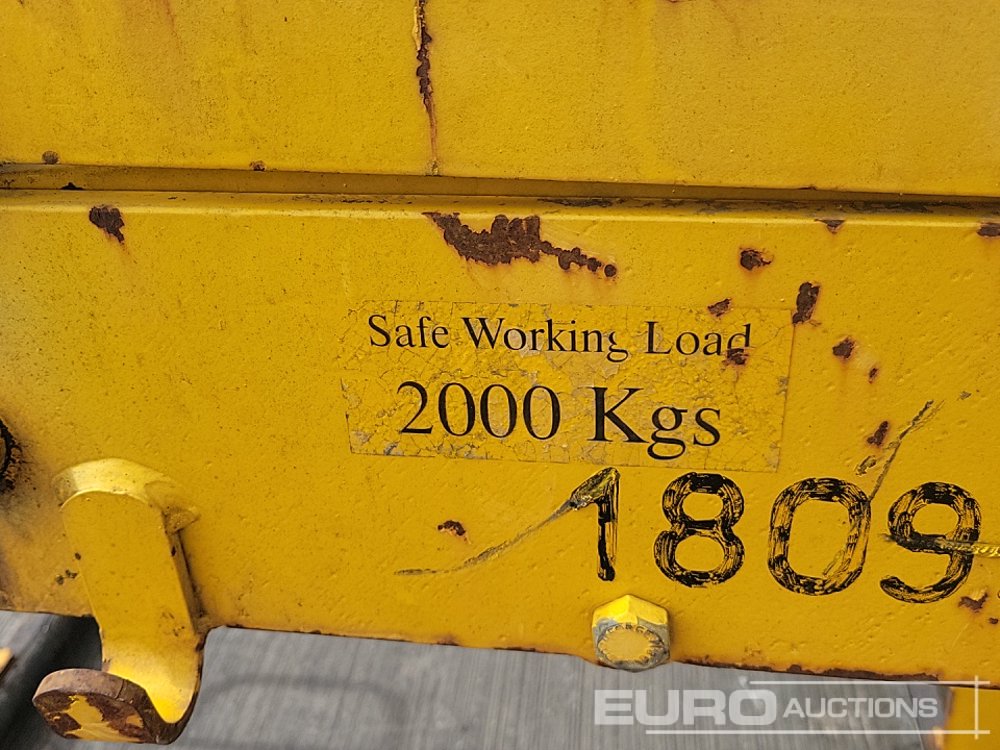 Safe Working Load
2000 Kgs
1809
EURO AUCTIONS